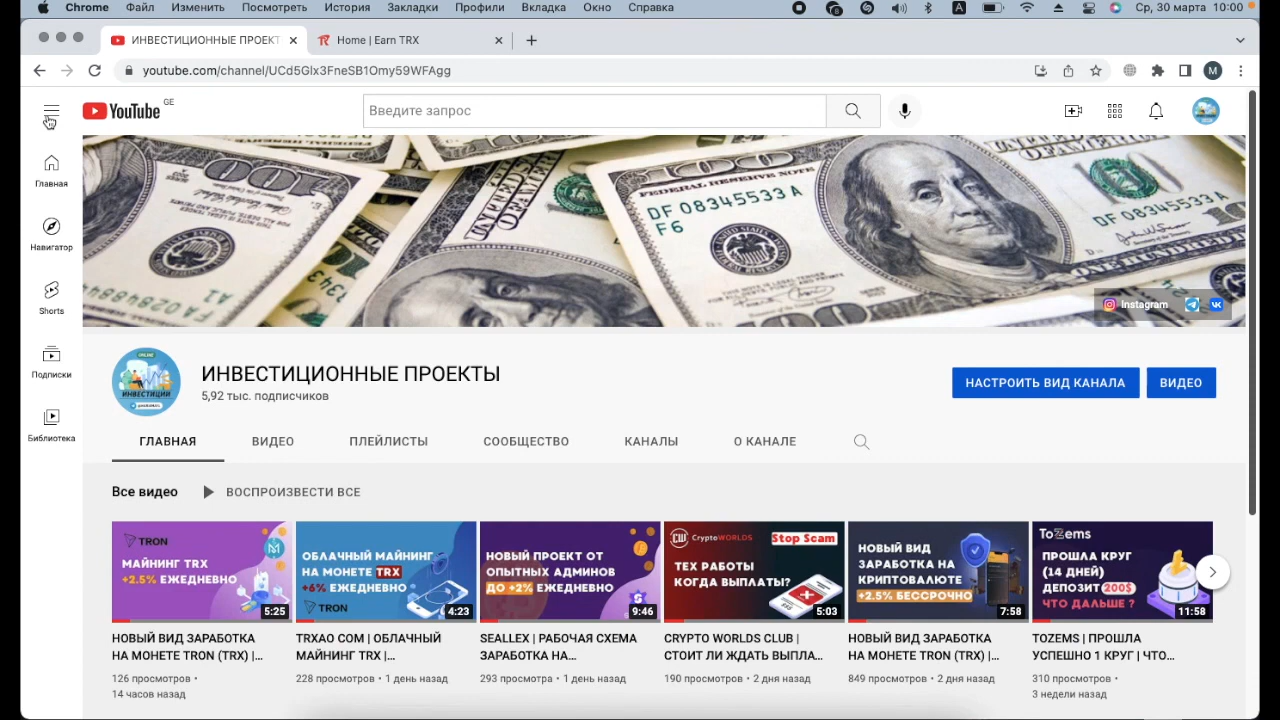 Chrome Файл Изменить Посмотреть История Закладки Профили Вкладка Окно Справка
A Ср, 30 марта 10:00
ИНВЕСТИЦИОННЫЕ ПРОЕКТ
Home | Earn TRX
youtube.com/channel/UCd5Glx3FneSB1Omy59WFAgg
M
YouTube GE
Введите запрос
Главная
Навигатор
Shorts
Подписки
Библиотека
FEDERAL RESERVE NOTE
DF 08345533 A
F6
100
Instagram
ИНВЕСТИЦИИ
ИНВЕСТИЦИОННЫЕ ПРОЕКТЫ
5,92 тыс. подписчиков
НАСТРОИТЬ ВИД КАНАЛА
ВИДЕО
ГЛАВНАЯ ВИДЕО ПЛЕЙЛИСТЫ СООБЩЕСТВО КАНАЛЫ О КАНАЛЕ
Все видео ВОСПРОИЗВЕСТИ ВСЕ
TRON
МАЙНИНГ TRX
+2.5% ЕЖЕДНЕВНО
5:25
НОВЫЙ ВИД ЗАРАБОТКА
НА МОНЕТЕ TRON (TRX) |...
126 просмотров •
14 часов назад
ОБЛАЧНЫЙ МАЙНИНГ
НА МОНЕТЕ TRX
+6% ЕЖЕДНЕВНО
TRON
4:23
TRXAO COM | ОБЛАЧНЫЙ
МАЙНИНГ TRX |...
228 просмотров • 1 день назад
НОВЫЙ ПРОЕКТ ОТ
ОПЫТНЫХ АДМИНОВ
ДО +2% ЕЖЕДНЕВНО
9:46
SEALLEX | РАБОЧАЯ СХЕМА
ЗАРАБОТКА НА...
293 просмотра • 1 день назад
CW CryptoWORLDS
Stop Scam
ТЕХ РАБОТЫ
КОГДА ВЫПЛАТЫ?
5:03
CRYPTO WORLDS CLUB |
СТОИТ ЛИ ЖДАТЬ ВЫПЛА...
190 просмотров • 2 дня назад
НОВЫЙ ВИД
ЗАРАБОТКА НА
КРИПТОВАЛЮТЕ
+2.5% БЕССРОЧНО
7:58
НОВЫЙ ВИД ЗАРАБОТКА
НА МОНЕТЕ TRON (TRX) |...
849 просмотров • 2 дня назад
ToZems
ПРОШЛА КРУГ
(14 ДНЕЙ)
ДЕПОЗИТ 200$
ЧТО ДАЛЬШЕ ?
11:58
TOZEMS | ПРОШЛА
УСПЕШНО 1 КРУГ | ЧТО...
310 просмотров •
3 недели назад